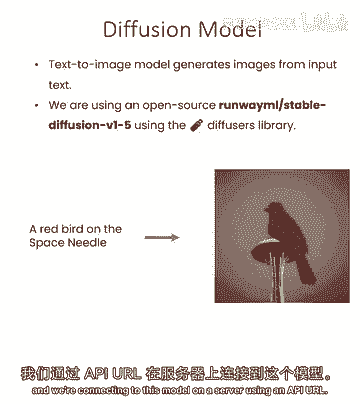 Diffusion Model
• Text-to-image model generates images from input
text.
• We are using an open-source runwayml/stable-
diffusion-v1-5 using the 🧨 diffusers library.
A red bird on the
Space Needle
我们通过 API URL 在服务器上连接到这个模型。
and we're connecting to this model on a server using an API URL.